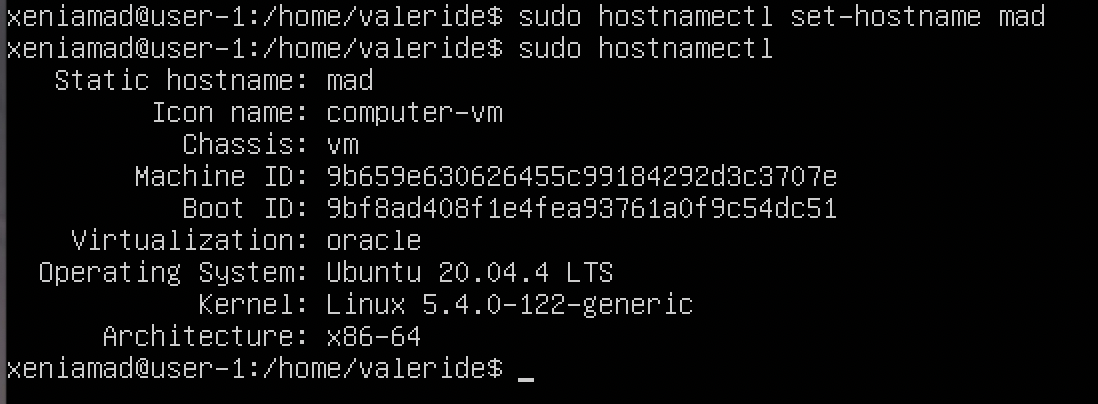 xeniamad@user-1:/home/valeride$ sudo hostnamectl set-hostname mad
xeniamad@user-1:/home/valeride$ sudo hostnamectl
Static hostname: mad
Icon name: computer-vm
Chassis: vm
Machine ID: 9b659e630626455c99184292d3c3707e
Boot ID: 9bf8ad408f1e4fea93761a0f9c54dc51
Virtualization: oracle
Operating System: Ubuntu 20.04.4 LTS
Kernel: Linux 5.4.0-122-generic
Architecture: x86-64
xeniamad@user-1:/home/valeride$ _